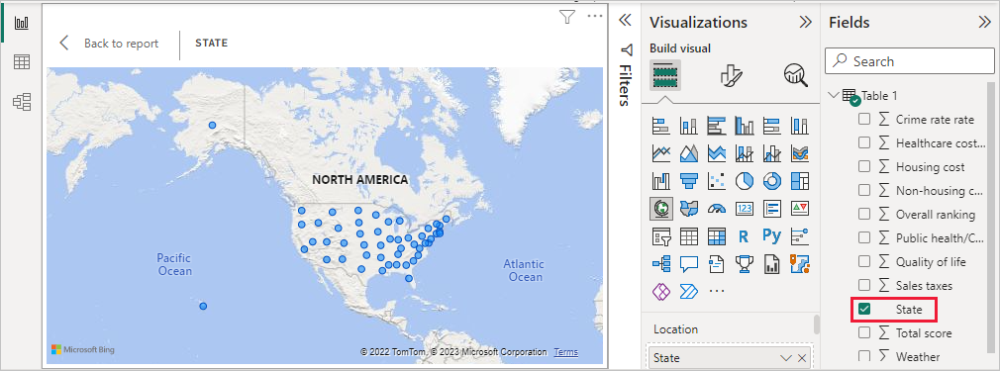 Back to report
STATE
NORTH AMERICA
Pacific
Ocean
Atlantic
Ocean
Microsoft Bing
© 2022 TomTom, © 2023 Microsoft Corporation Terms
Filters
Visualizations
Build visual
123
R
Py
Location
State
Fields
Search
Table 1
Crime rate rate
Healthcare cost...
Housing cost
Non-housing c...
Overall ranking
Public health/C...
Quality of life
Sales taxes
State
Total score
Weather